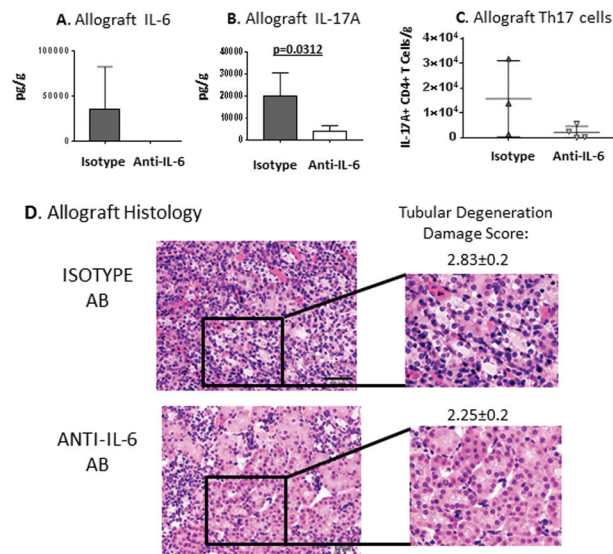 A. Allograft IL-6
pg/g
100000
50000
0
Isotype Anti-IL-6
B. Allograft IL-17A
p=0.0312
pg/g
40000
30000
20000
10000
0
Isotype Anti-IL-6
C. Allograft Th17 cells
IL-17A+ CD4+ T Cells/g
4×10⁴
3×10⁴
2×10⁴
1×10⁴
0
Isotype Anti-IL-6
D. Allograft Histology
Tubular Degeneration
Damage Score:
ISOTYPE
AB
2.83±0.2
ANTI-IL-6
AB
2.25±0.2